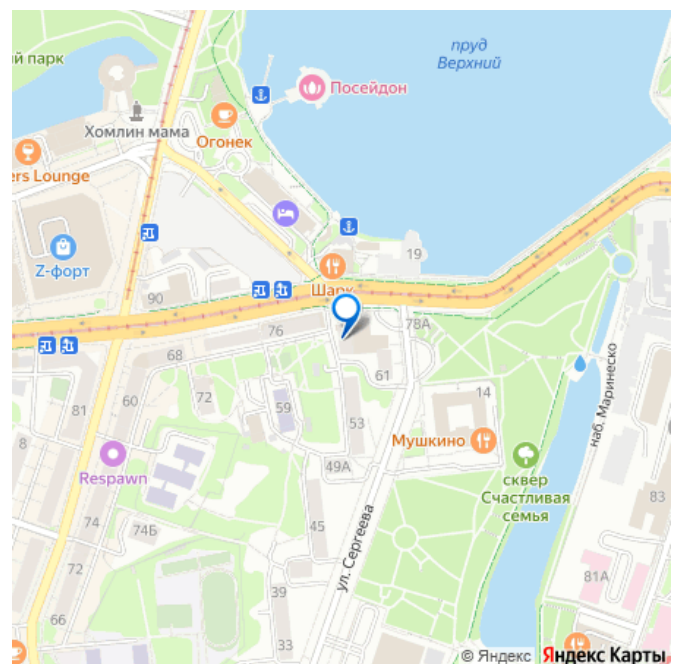 пруд
Верхний
ий парк
Посейдон
Хомлин мама
Огонек
ers Lounge
Z-форт
19
Шарк
90
76
78А
68
61
72
60
14
59
81
53
Мушкино
8
49А
наб. Маринеско
Respawn
сквер
Счастливая
семья
74
74Б
45
83
ул. Сергеева
72
81А
39
66
33
© Яндекс Яндекс Карты